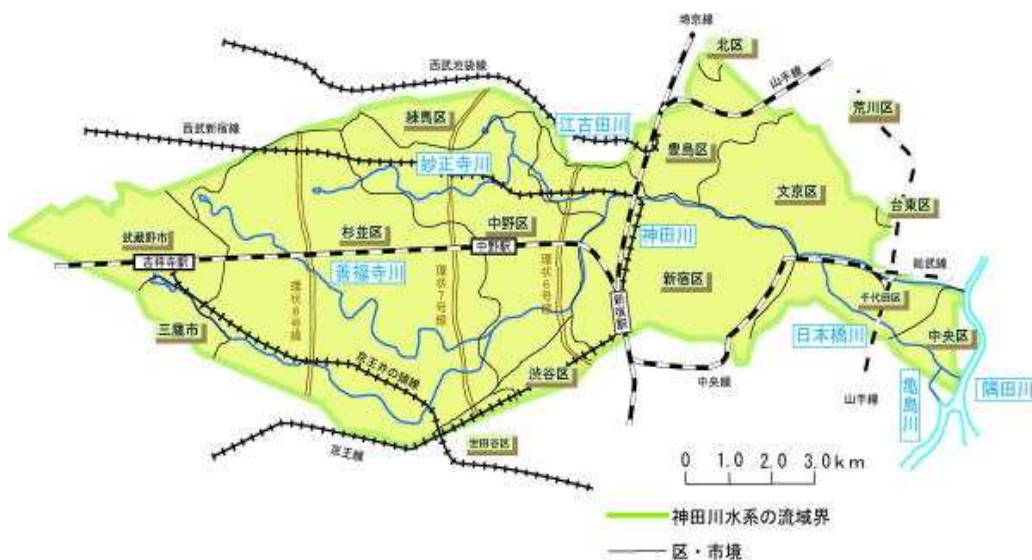 埼京線
北区
西武池袋線
山手線
荒川区
練馬区
江古田川
西武新宿線
豊島区
妙正寺川
文京区
台東区
中野区
杉並区
武蔵野市
神田川
中野駅
吉祥寺駅
善福寺川
総武線
新宿区
環状8号線
環状7号線
環状6号線
千代田区
新宿駅
三鷹市
日本橋川
中央区
京王井の頭線
渋谷区
中央線
山手線
亀島川
隅田川
世田谷区
京王線
0 1.0 2.0 3.0km
神田川水系の流域界
区・市境